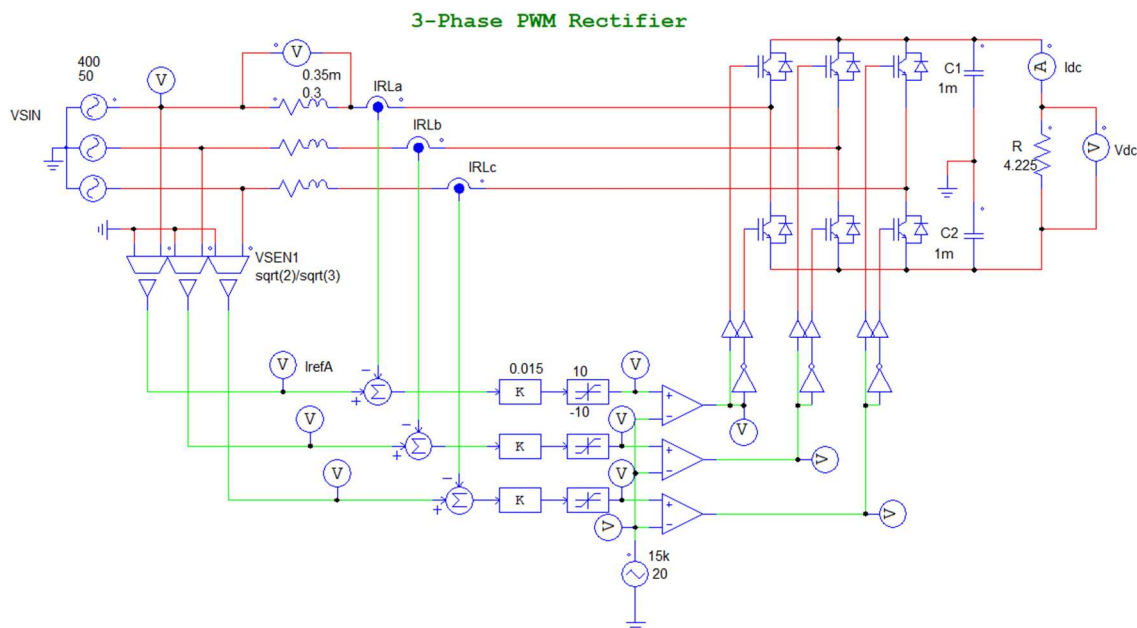 3-Phase PWM Rectifier
400
50
VSIN
V
V
0.35m
0.3
IRLa
IRLb
IRLc
C1
1m
A
Idc
R
4.225
V
Vdc
C2
1m
VSEN1
sqrt(2)/sqrt(3)
V
IrefA
−
Σ
+
0.015
K
10
-10
V
+
−
V
V
−
Σ
+
K
V
+
−
V
V
−
Σ
+
K
V
+
−
V
V
15k
20